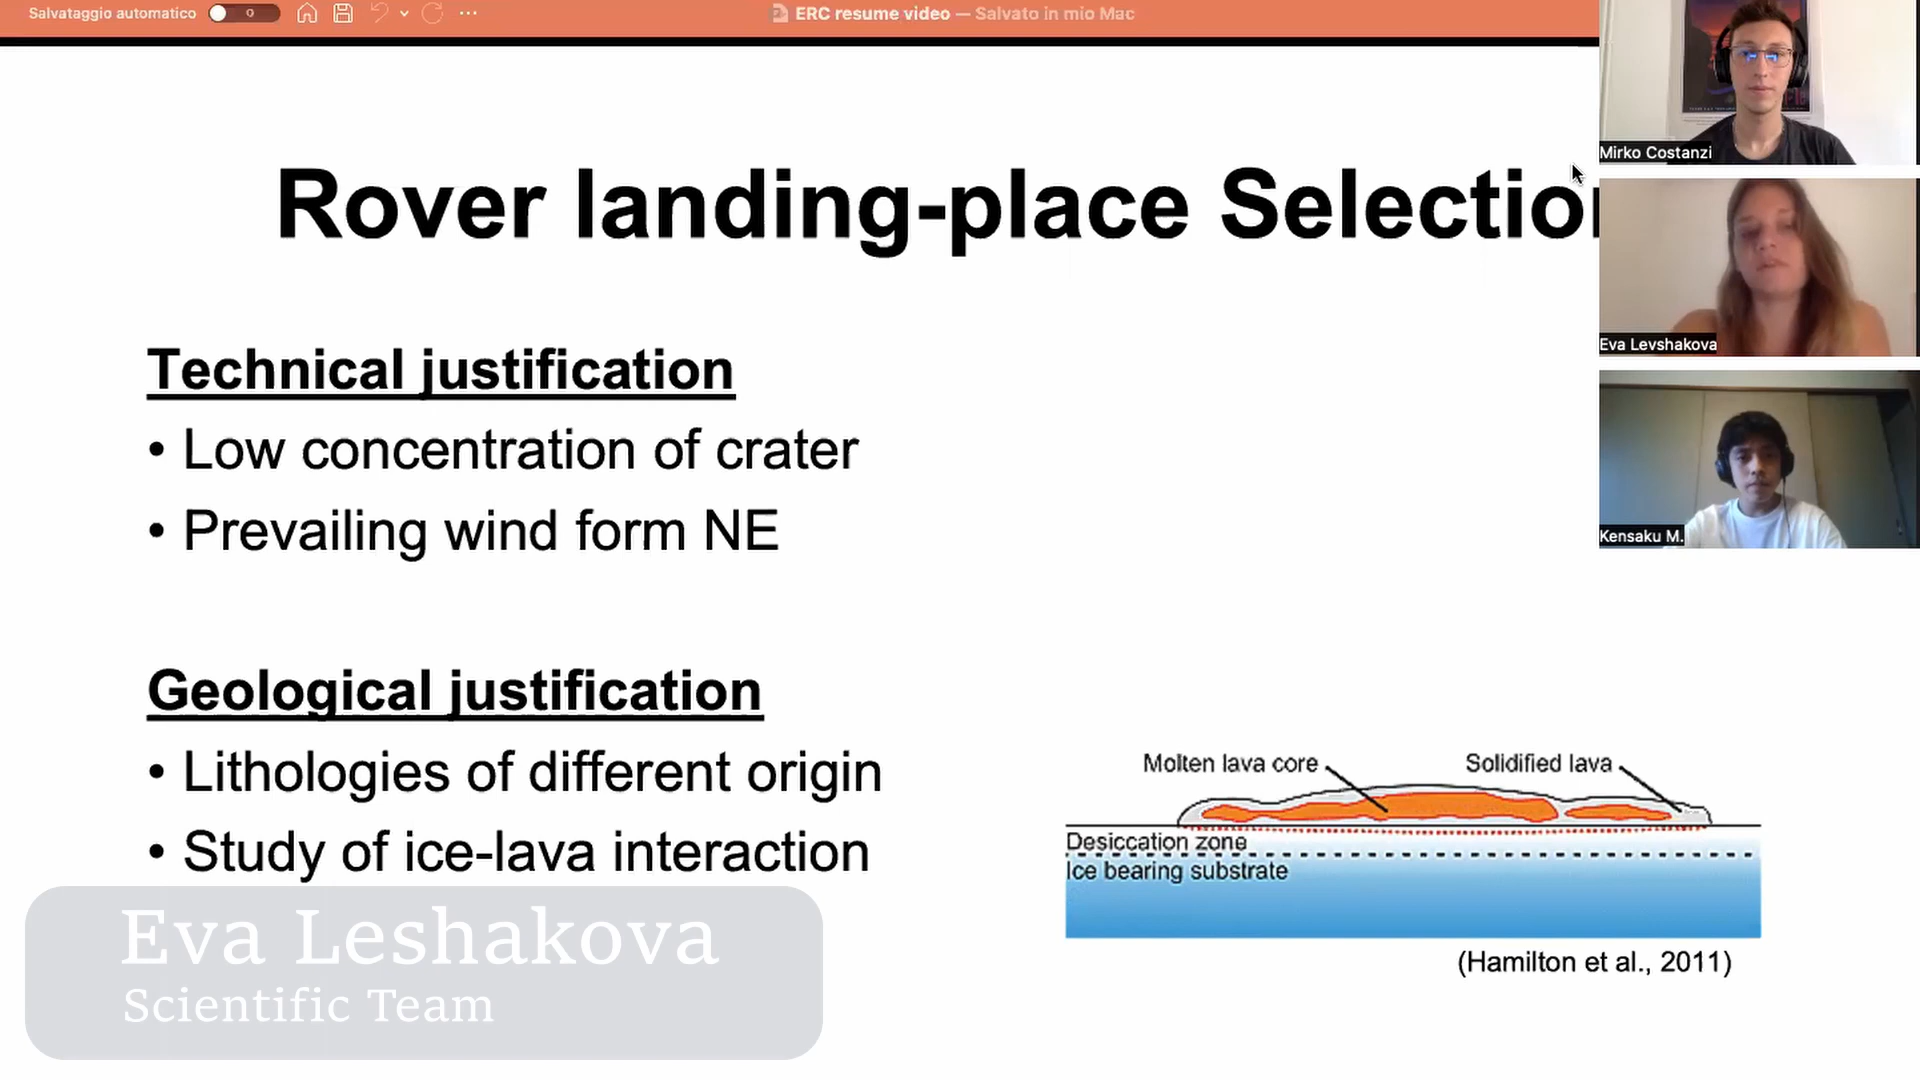 Salvataggio automatico
ERC resume video — Salvato in mio Mac
Rover landing-place Selection
Mirko Costanzi
Eva Levshakova
Kensaku M.
Technical justification
• Low concentration of crater
• Prevailing wind form NE
Geological justification
• Lithologies of different origin
• Study of ice-lava interaction
Molten lava core
Solidified lava
Desiccation zone
Ice bearing substrate
(Hamilton et al., 2011)
Eva Leshakova
Scientific Team